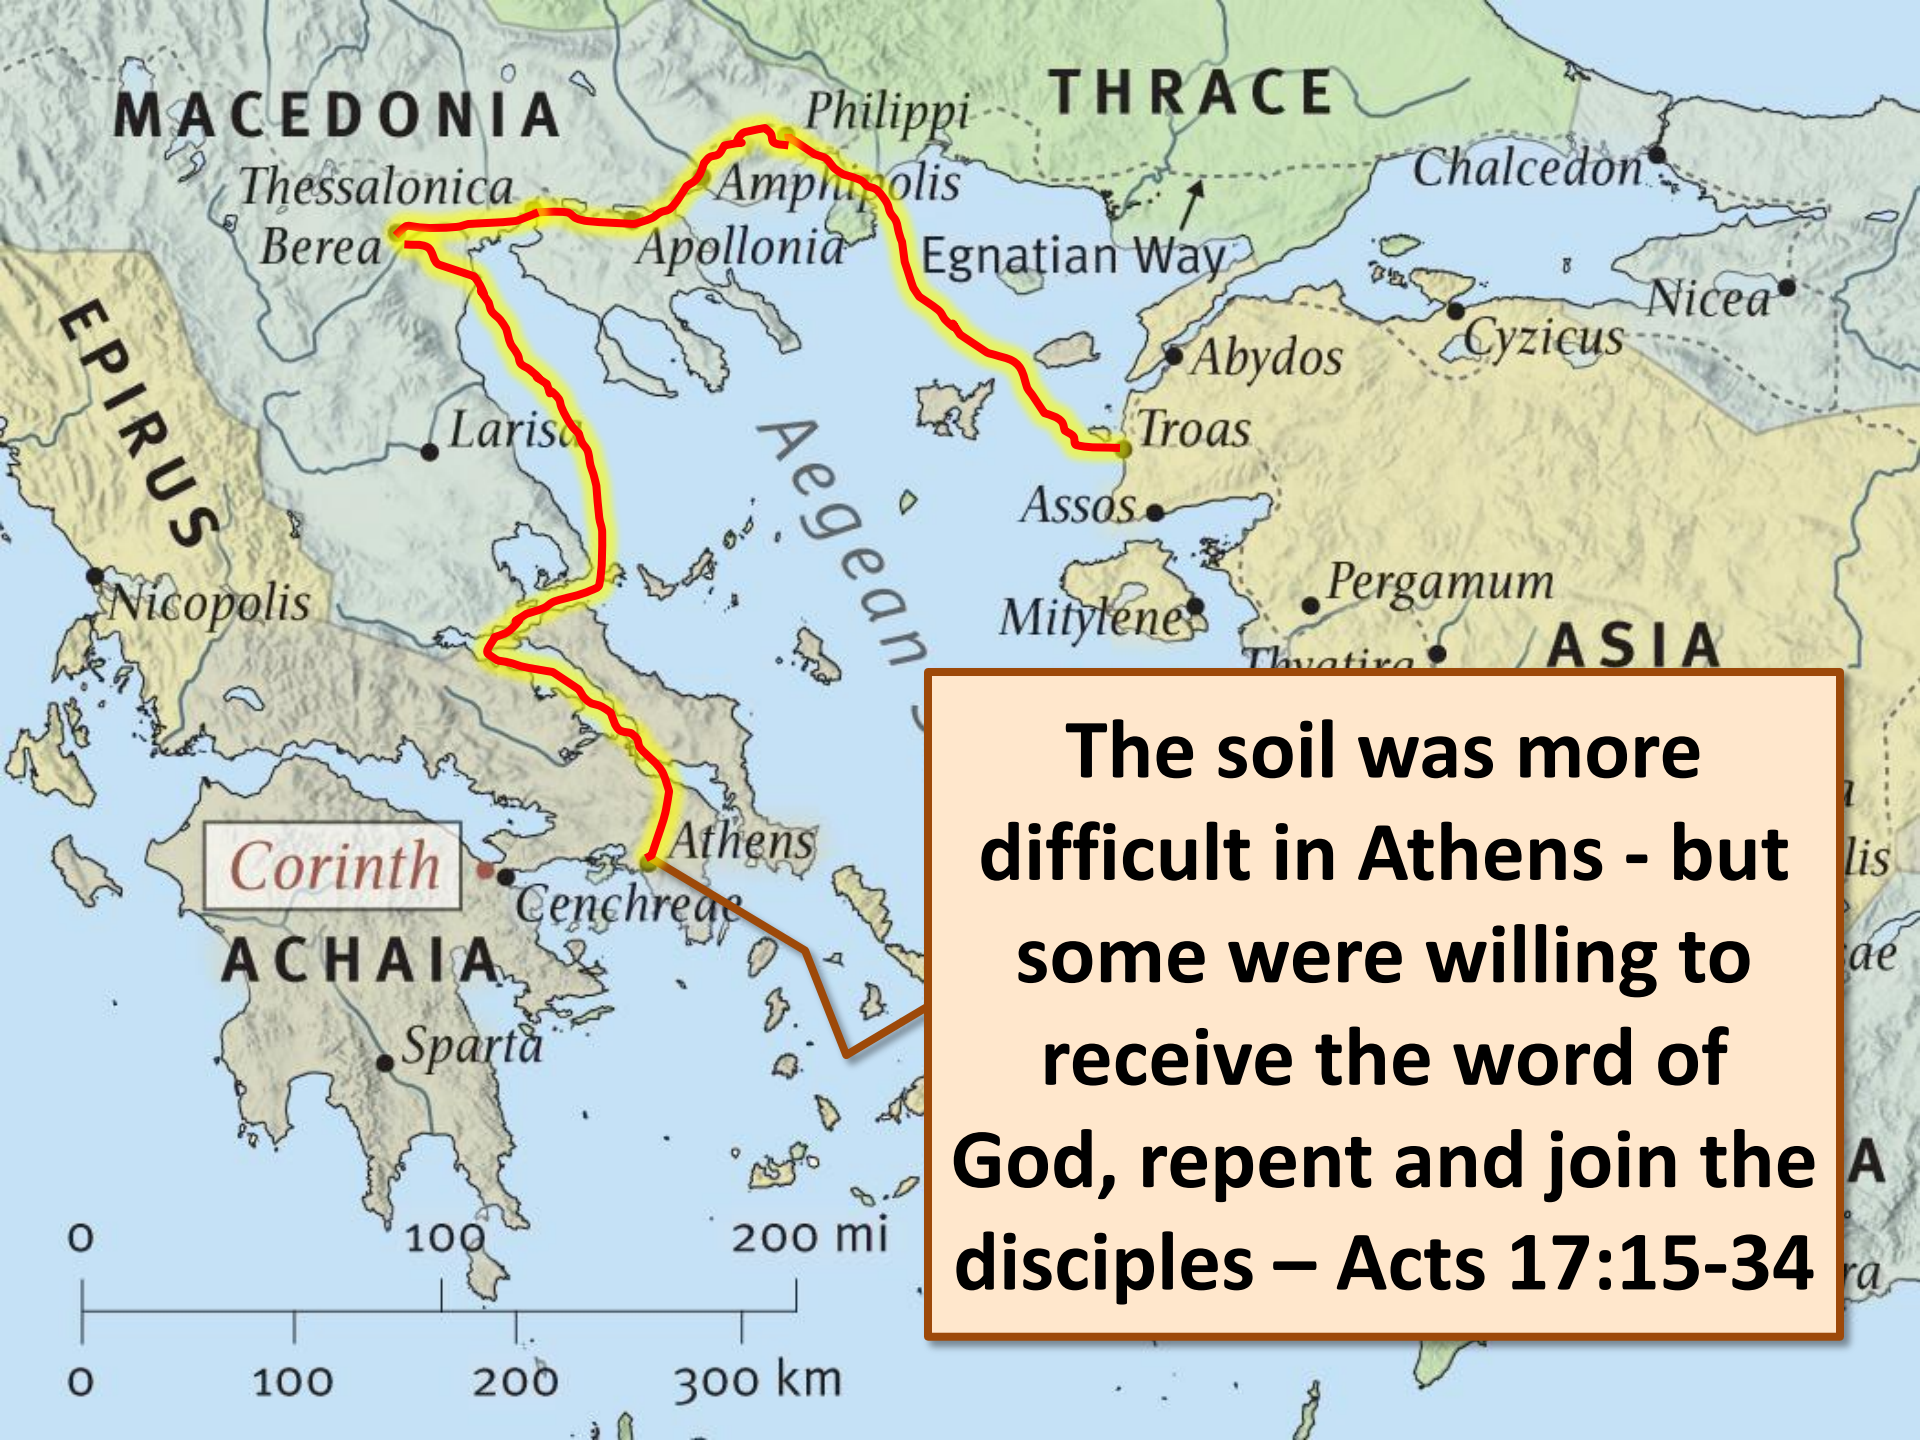 MACEDONIA
THRACE
Philippi
Chalcedon
Thessalonica
Amphipolis
Berea
Apollonia
Egnatian Way
Nicea
EPIRUS
Cyzicus
Abydos
Larisa
Troas
Aegean
Assos
Nicopolis
Pergamum
Mitylene
ASIA
Thyatira
The soil was more
difficult in Athens - but
some were willing to
receive the word of
God, repent and join the
disciples – Acts 17:15-34
Athens
Corinth
Cenchreae
ACHAIA
Sparta
0 100 200 mi
0 100 200 300 km